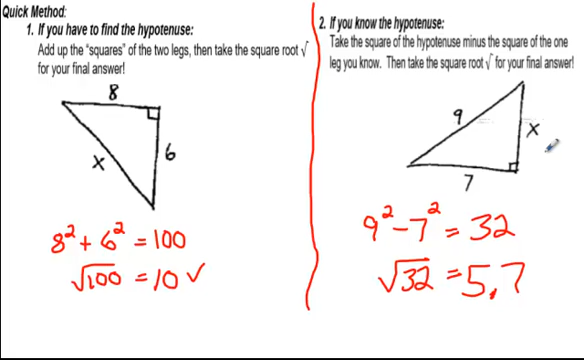 Quick Method:
1. If you have to find the hypotenuse:
Add up the "squares" of the two legs, then take the square root √
for your final answer!
8
6
x
8² + 6² = 100
√100 = 10 ✓
2. If you know the hypotenuse:
Take the square of the hypotenuse minus the square of the one
leg you know. Then take the square root √ for your final answer!
9
x
7
9² - 7² = 32
√32 = 5.7